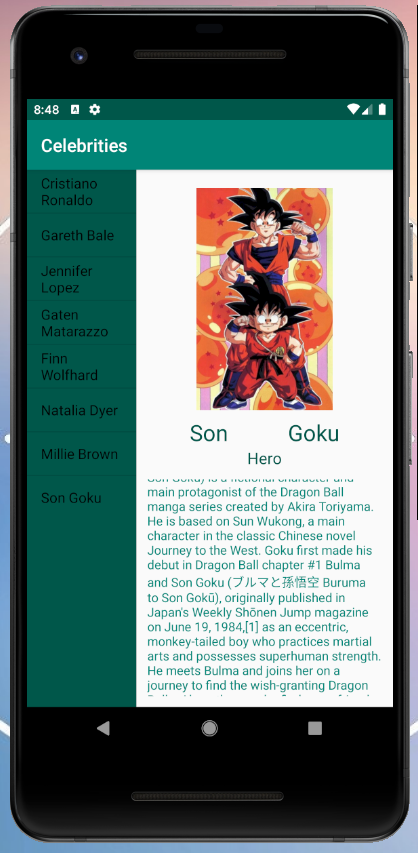 8:48
Celebrities
Cristiano
Ronaldo
Gareth Bale
Jennifer
Lopez
Gaten
Matarazzo
Finn
Wolfhard
Natalia Dyer
Millie Brown
Son Goku
Son Goku
Hero
Son Goku) is a fictional character and
main protagonist of the Dragon Ball
manga series created by Akira Toriyama.
He is based on Sun Wukong, a main
character in the classic Chinese novel
Journey to the West. Goku first made his
debut in Dragon Ball chapter #1 Bulma
and Son Goku (ブルマと孫悟空 Buruma
to Son Gokū), originally published in
Japan's Weekly Shōnen Jump magazine
on June 19, 1984,[1] as an eccentric,
monkey-tailed boy who practices martial
arts and possesses superhuman strength.
He meets Bulma and joins her on a
journey to find the wish-granting Dragon